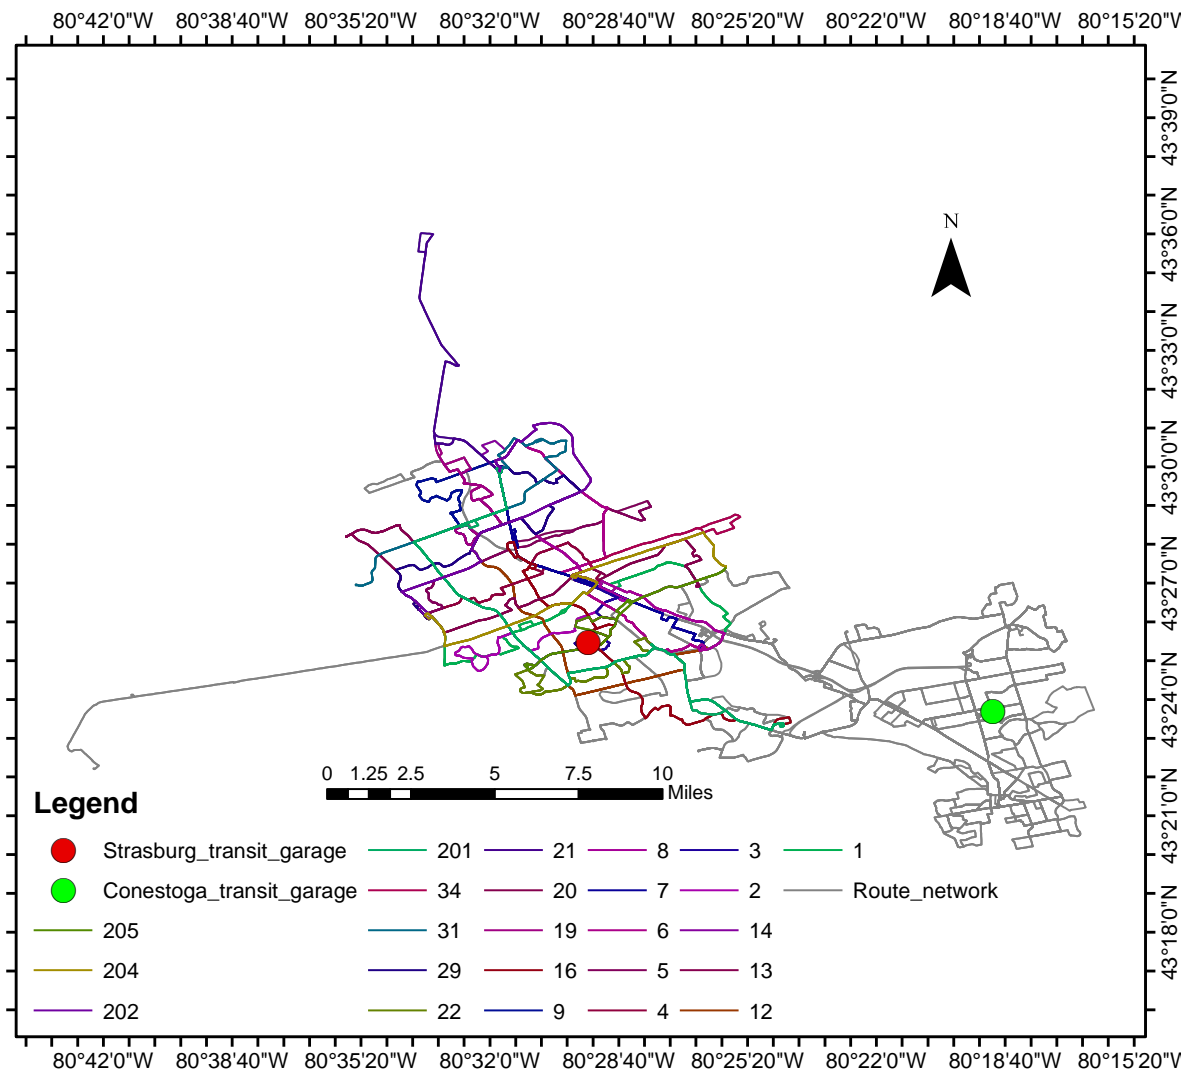 80°42'0"W 80°38'40"W 80°35'20"W 80°32'0"W 80°28'40"W 80°25'20"W 80°22'0"W 80°18'40"W 80°15'20"W
43°39'0"N
43°36'0"N
43°33'0"N
43°30'0"N
43°27'0"N
43°24'0"N
43°21'0"N
43°18'0"N
N
0 1.25 2.5 5 7.5 10
Miles
Legend
Strasburg_transit_garage 201 21 8 3 1
Conestoga_transit_garage 34 20 7 2 Route_network
205 31 19 6 14
204 29 16 5 13
202 22 9 4 12
80°42'0"W 80°38'40"W 80°35'20"W 80°32'0"W 80°28'40"W 80°25'20"W 80°22'0"W 80°18'40"W 80°15'20"W